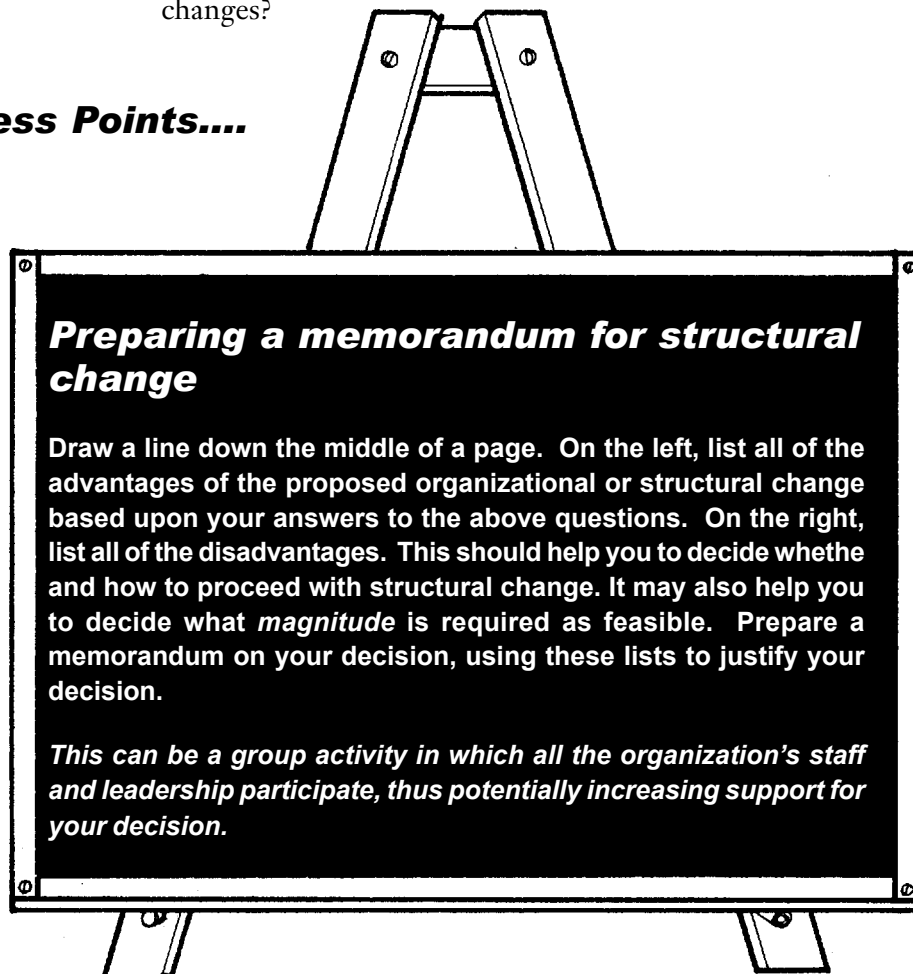 changes?
ess Points....
Preparing a memorandum for structural
change
Draw a line down the middle of a page. On the left, list all of the
advantages of the proposed organizational or structural change
based upon your answers to the above questions. On the right,
list all of the disadvantages. This should help you to decide whethe
and how to proceed with structural change. It may also help you
to decide what magnitude is required as feasible. Prepare a
memorandum on your decision, using these lists to justify your
decision.
This can be a group activity in which all the organization's staff
and leadership participate, thus potentially increasing support for
your decision.